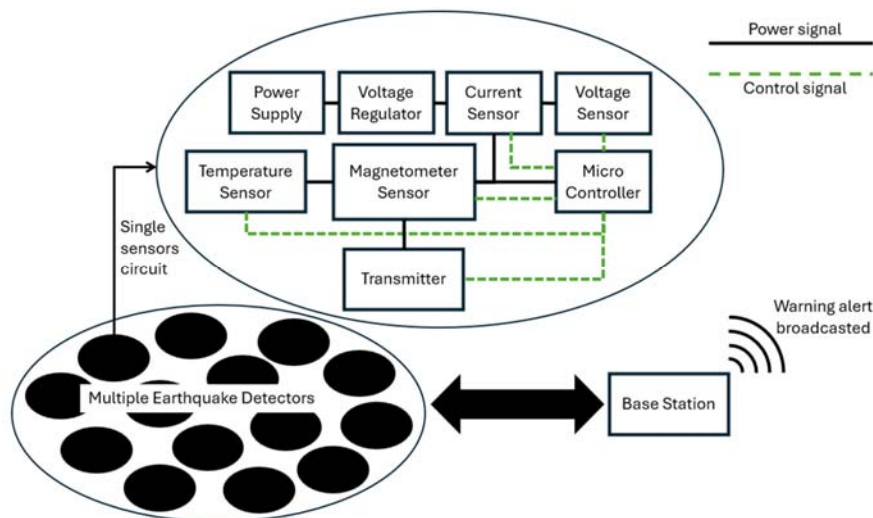 Power signal
Control signal
Power
Supply
Voltage
Regulator
Current
Sensor
Voltage
Sensor
Temperature
Sensor
Magnetometer
Sensor
Micro
Controller
Single
sensors
circuit
Transmitter
Warning alert
broadcasted
Multiple Earthquake Detectors
Base Station